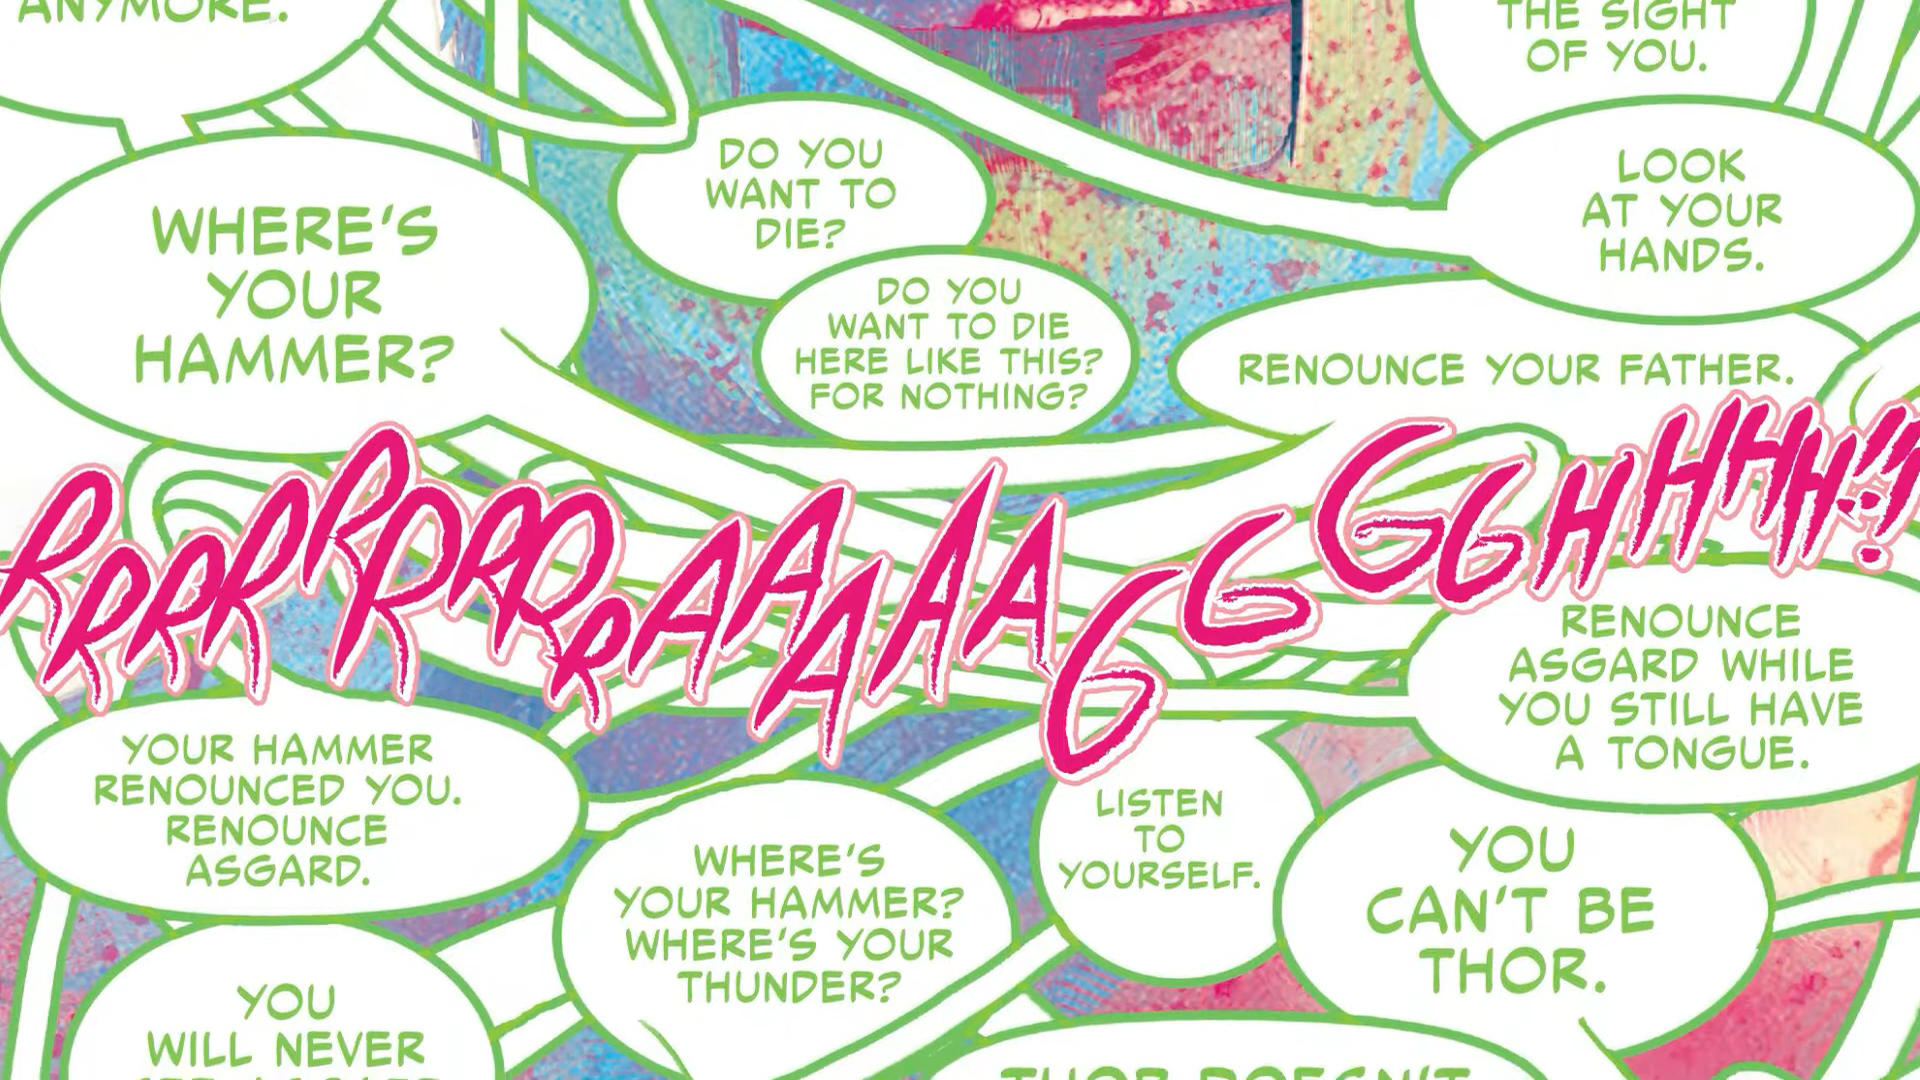 ANYMORE.
THE SIGHT
OF YOU.
WHERE'S
YOUR
HAMMER?
DO YOU
WANT TO
DIE?
DO YOU
WANT TO DIE
HERE LIKE THIS?
FOR NOTHING?
LOOK
AT YOUR
HANDS.
RENOUNCE YOUR FATHER.
RRRRRRRRRAAAAAAGGGGHHHHH!!!
YOUR HAMMER
RENOUNCED YOU.
RENOUNCE
ASGARD.
RENOUNCE
ASGARD WHILE
YOU STILL HAVE
A TONGUE.
LISTEN
TO
YOURSELF.
WHERE'S
YOUR HAMMER?
WHERE'S YOUR
THUNDER?
YOU
CAN'T BE
THOR.
YOU
WILL NEVER
THOR DOESN'T